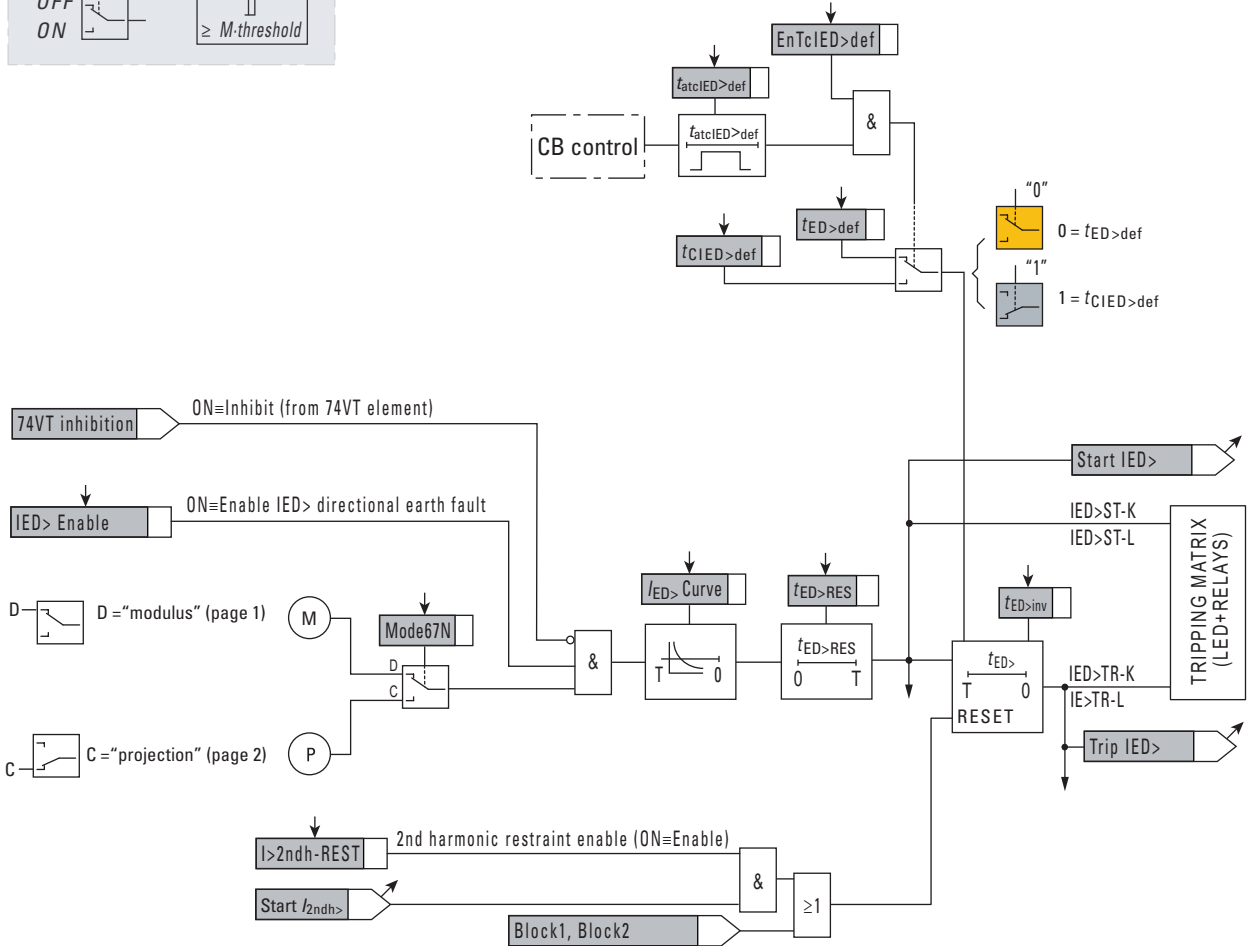 OFF
ON
≥ M-threshold
EnTcIED>def
tatcIED>def
CB control
tatcIED>def
&
tED>def
tCIED>def
“0”
0 = tED>def
“1”
1 = tCIED>def
74VT inhibition
ON≡Inhibit (from 74VT element)
IED> Enable
ON≡Enable IED> directional earth fault
D
D =“modulus” (page 1)
M
Mode67N
D
C
&
IED> Curve
T 0
tED>RES
tED>RES
0 T
Start IED>
IED>ST-K
IED>ST-L
TRIPPING MATRIX
(LED+RELAYS)
tED>inv
tED>
T 0
RESET
IED>TR-K
IE>TR-L
Trip IED>
C
C =“projection” (page 2)
P
I>2ndh-REST
2nd harmonic restraint enable (ON≡Enable)
Start I2ndh>
&
≥1
Block1, Block2